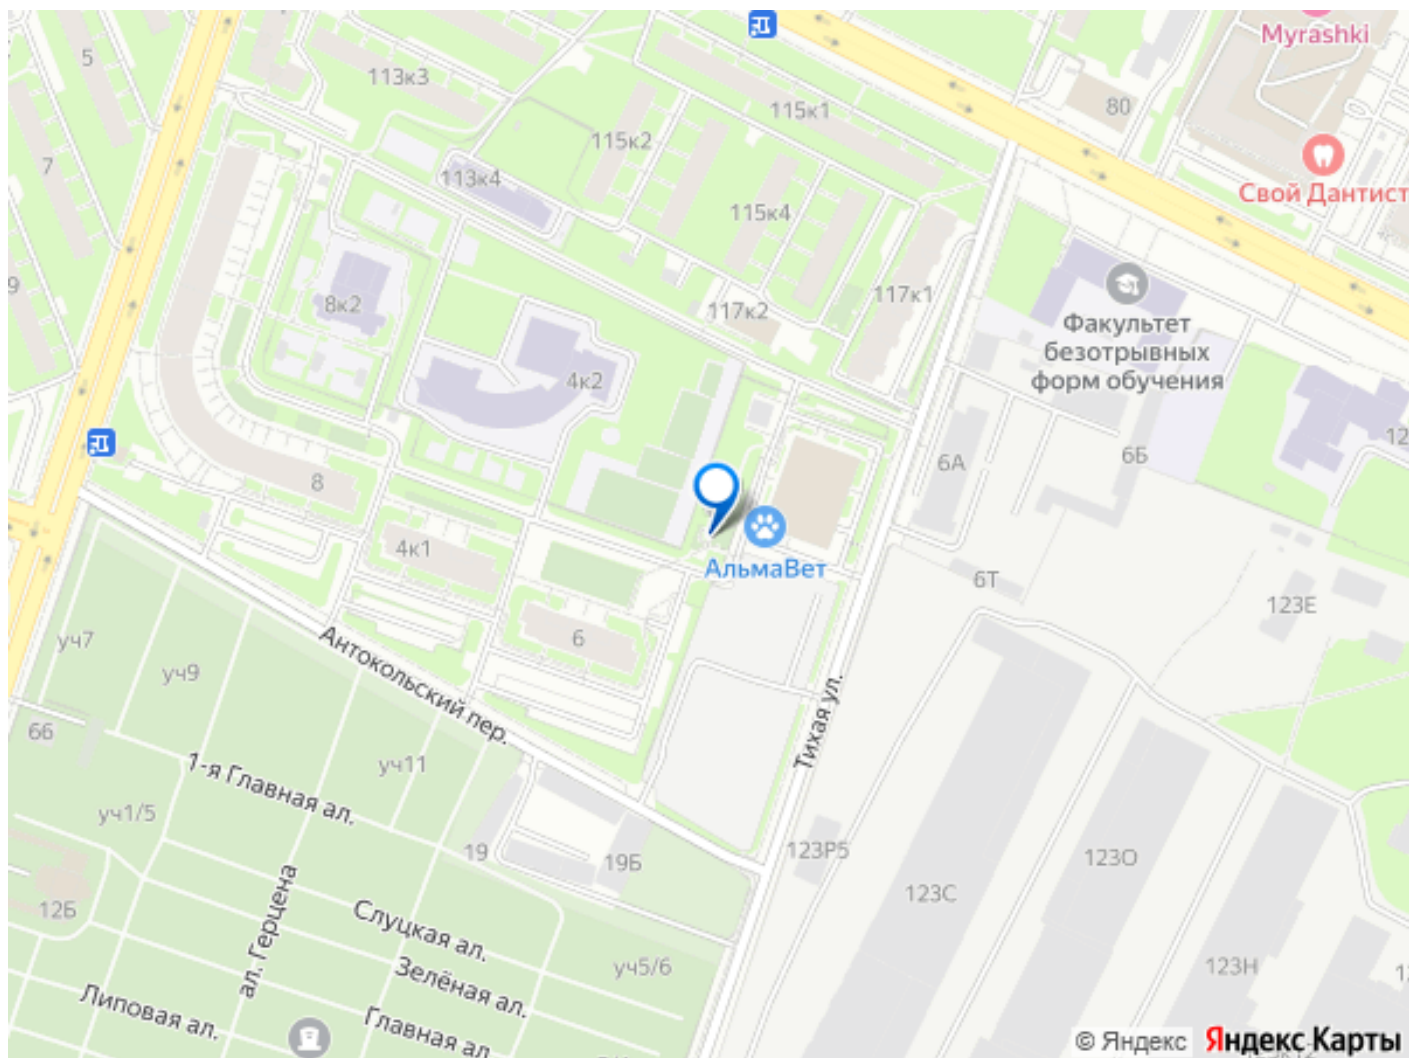 Myrashki
5
113к3
115к1
80
115к2
7
Свой Дантист
113к4
115к4
9
8к2
117к1
117к2
Факультет
безотрывных
форм обучения
4к2
12
6Б
6А
8
4к1
АльмаВет
6Т
123Е
уч7
6
Антокольский пер.
уч9
Тихая ул.
6б
1-я Главная ал.
уч11
уч1/5
19
19Б
123Р5
123О
123С
12Б
ал. Герцена
Слуцкая ал.
уч5/6
Зелёная ал.
123Н
1
Липовая ал.
Главная ал.
© Яндекс Яндекс Карты